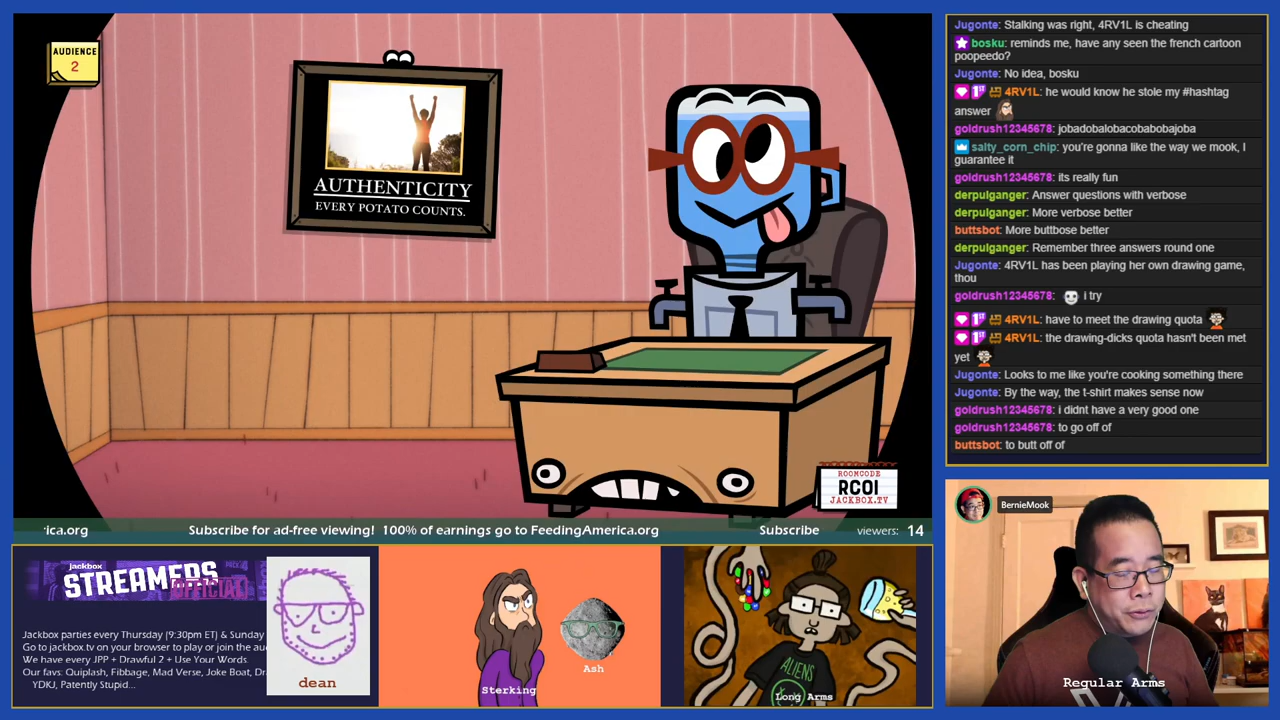 AUDIENCE
2
AUTHENTICITY
EVERY POTATO COUNTS.
ROOMCODE
RCOI
JACKBOX.TV
ica.org
Subscribe for ad-free viewing! 100% of earnings go to FeedingAmerica.org
Subscribe
viewers: 14
jackbox
STREAMERS
OFFICIAL
Jackbox parties every Thursday (9:30pm ET) & Sunday
Go to jackbox.tv on your browser to play or join the au
We have every JPP + Drawful 2 + Use Your Words
Our favs: Quiplash, Fibbage, Mad Verse, Joke Boat, Dr
YDKJ, Patently Stupid...
dean
Sterking
Ash
ALIENS
Long Arms
Jugonte: Stalking was right, 4RV1L is cheating
bosku: reminds me, have any seen the french cartoon
poopeedo?
Jugonte: No idea, bosku
4RV1L: he would know he stole my #hashtag
answer
goldrush12345678: jobadobalobacobabobajoba
salty_corn_chip: you're gonna like the way we mook, I
guarantee it
goldrush12345678: its really fun
derpulganger: Answer questions with verbose
derpulganger: More verbose better
buttsbot: More buttbose better
derpulganger: Remember three answers round one
Jugonte: 4RV1L has been playing her own drawing game,
thou
goldrush12345678: i try
4RV1L: have to meet the drawing quota
4RV1L: the drawing-dicks quota hasn't been met
yet
Jugonte: Looks to me like you're cooking something there
Jugonte: By the way, the t-shirt makes sense now
goldrush12345678: i didnt have a very good one
goldrush12345678: to go off of
buttsbot: to butt off of
BernieMook
Regular Arms